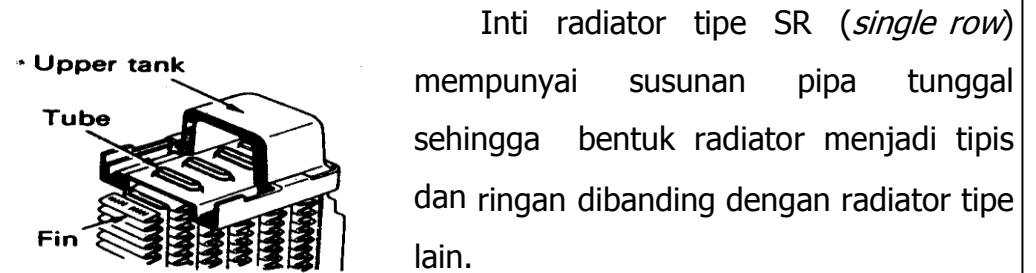 Upper tank
Tube
Fin
Inti radiator tipe SR (single row)
mempunyai susunan pipa tunggal
sehingga bentuk radiator menjadi tipis
dan ringan dibanding dengan radiator tipe
lain.